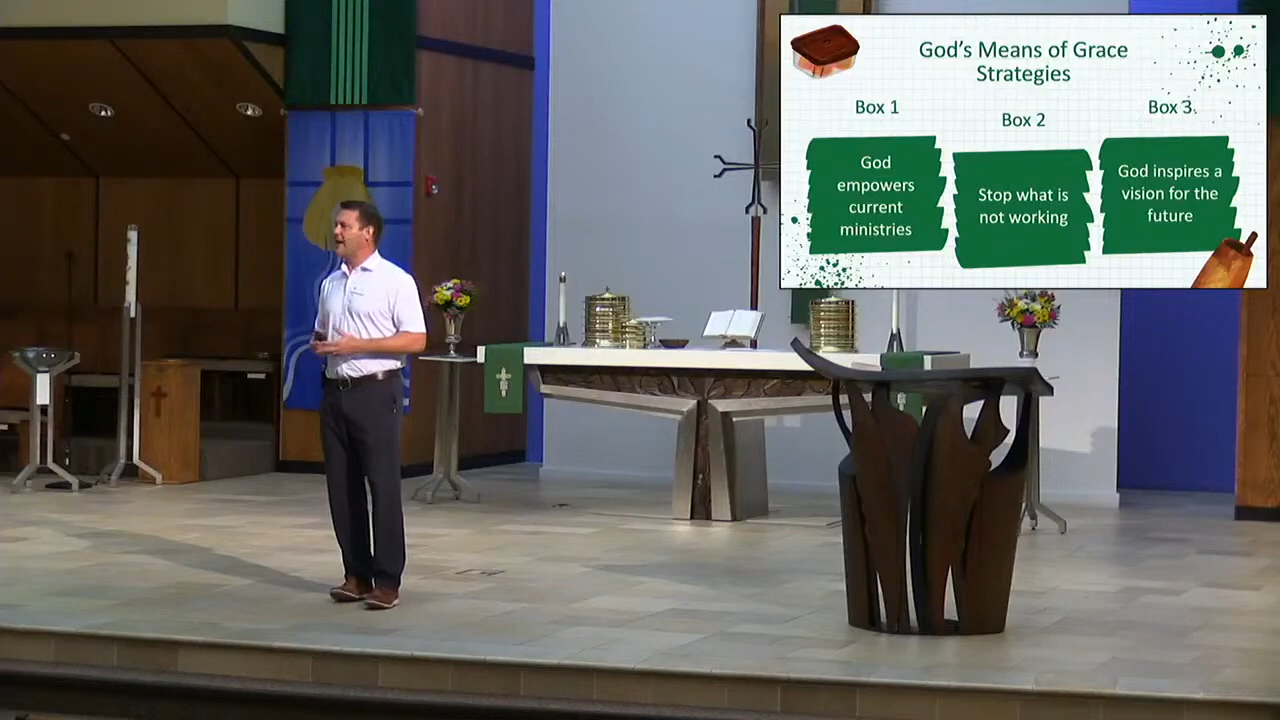 God's Means of Grace
Strategies
Box 1
Box 2
Box 3
God
empowers
current
ministries
Stop what is
not working
God inspires a
vision for the
future